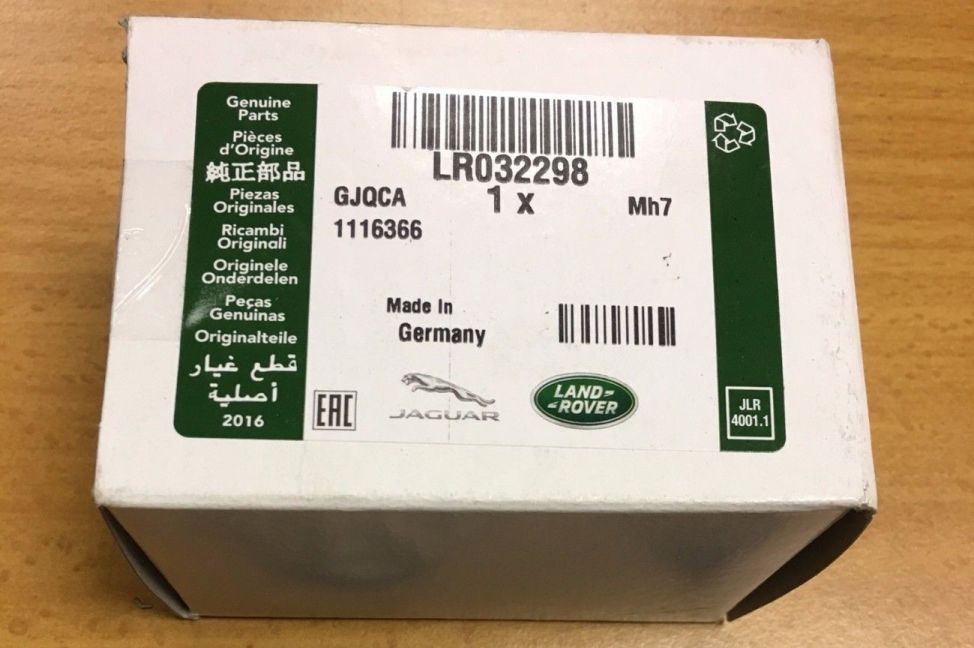 Genuine
Parts
Pièces
d'Origine
純正部品
Piezas
Originales
Ricambi
Originali
Originele
Onderdelen
Peças
Genuinas
Originalteile
قطع غيار
أصلية
2016
LR032298
GJQCA
1 x
Mh7
1116366
Made In
Germany
EAC
JAGUAR
LAND-
-ROVER
JLR
4001.1